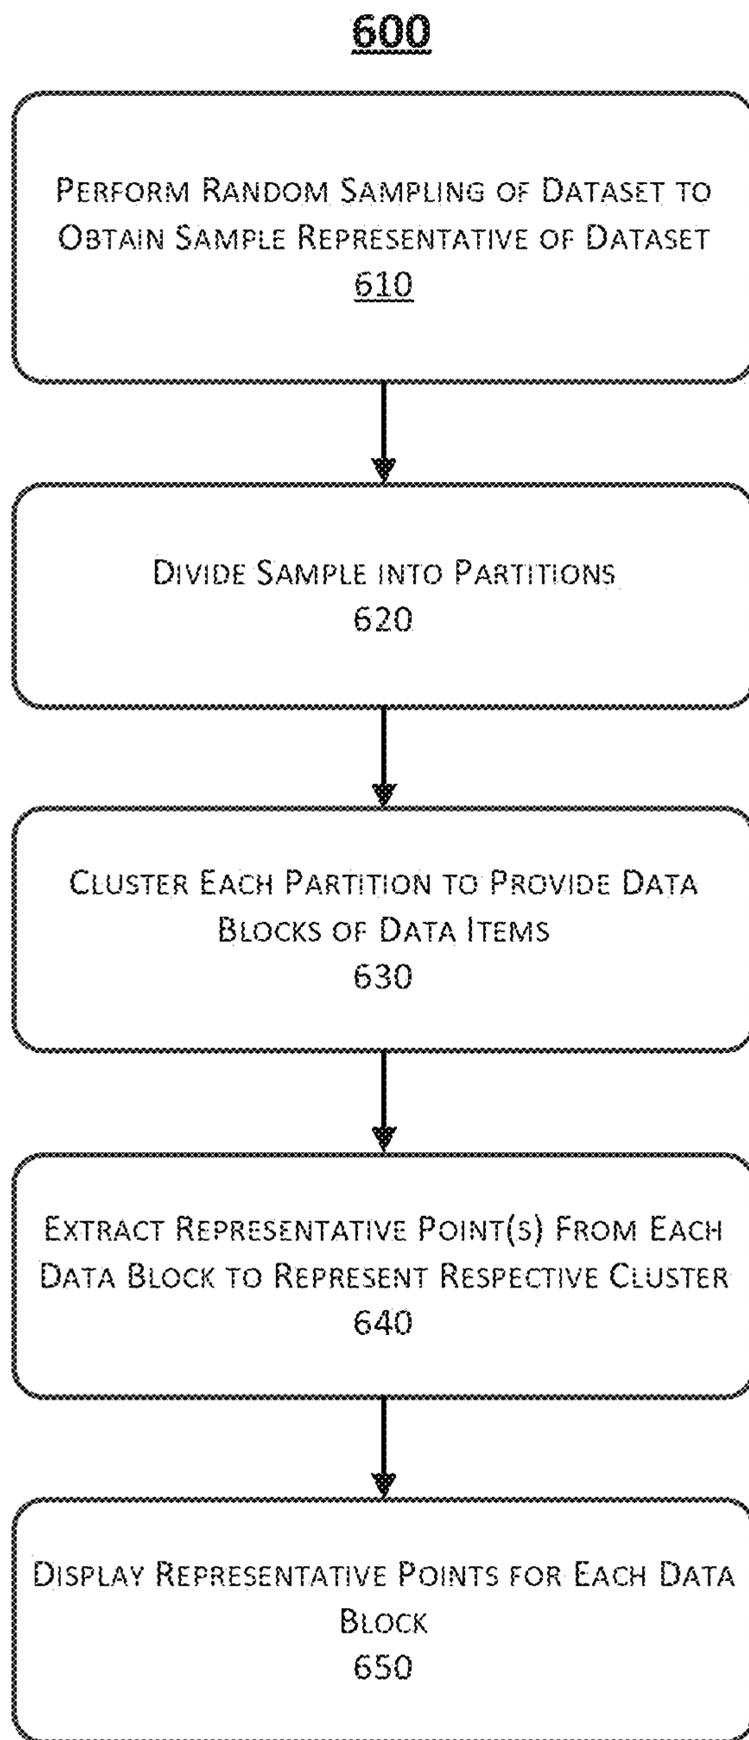 600
PERFORM RANDOM SAMPLING OF DATASET TO
OBTAIN SAMPLE REPRESENTATIVE OF DATASET
610
DIVIDE SAMPLE INTO PARTITIONS
620
CLUSTER EACH PARTITION TO PROVIDE DATA
BLOCKS OF DATA ITEMS
630
EXTRACT REPRESENTATIVE POINT(S) FROM EACH
DATA BLOCK TO REPRESENT RESPECTIVE CLUSTER
640
DISPLAY REPRESENTATIVE POINTS FOR EACH DATA
BLOCK
650